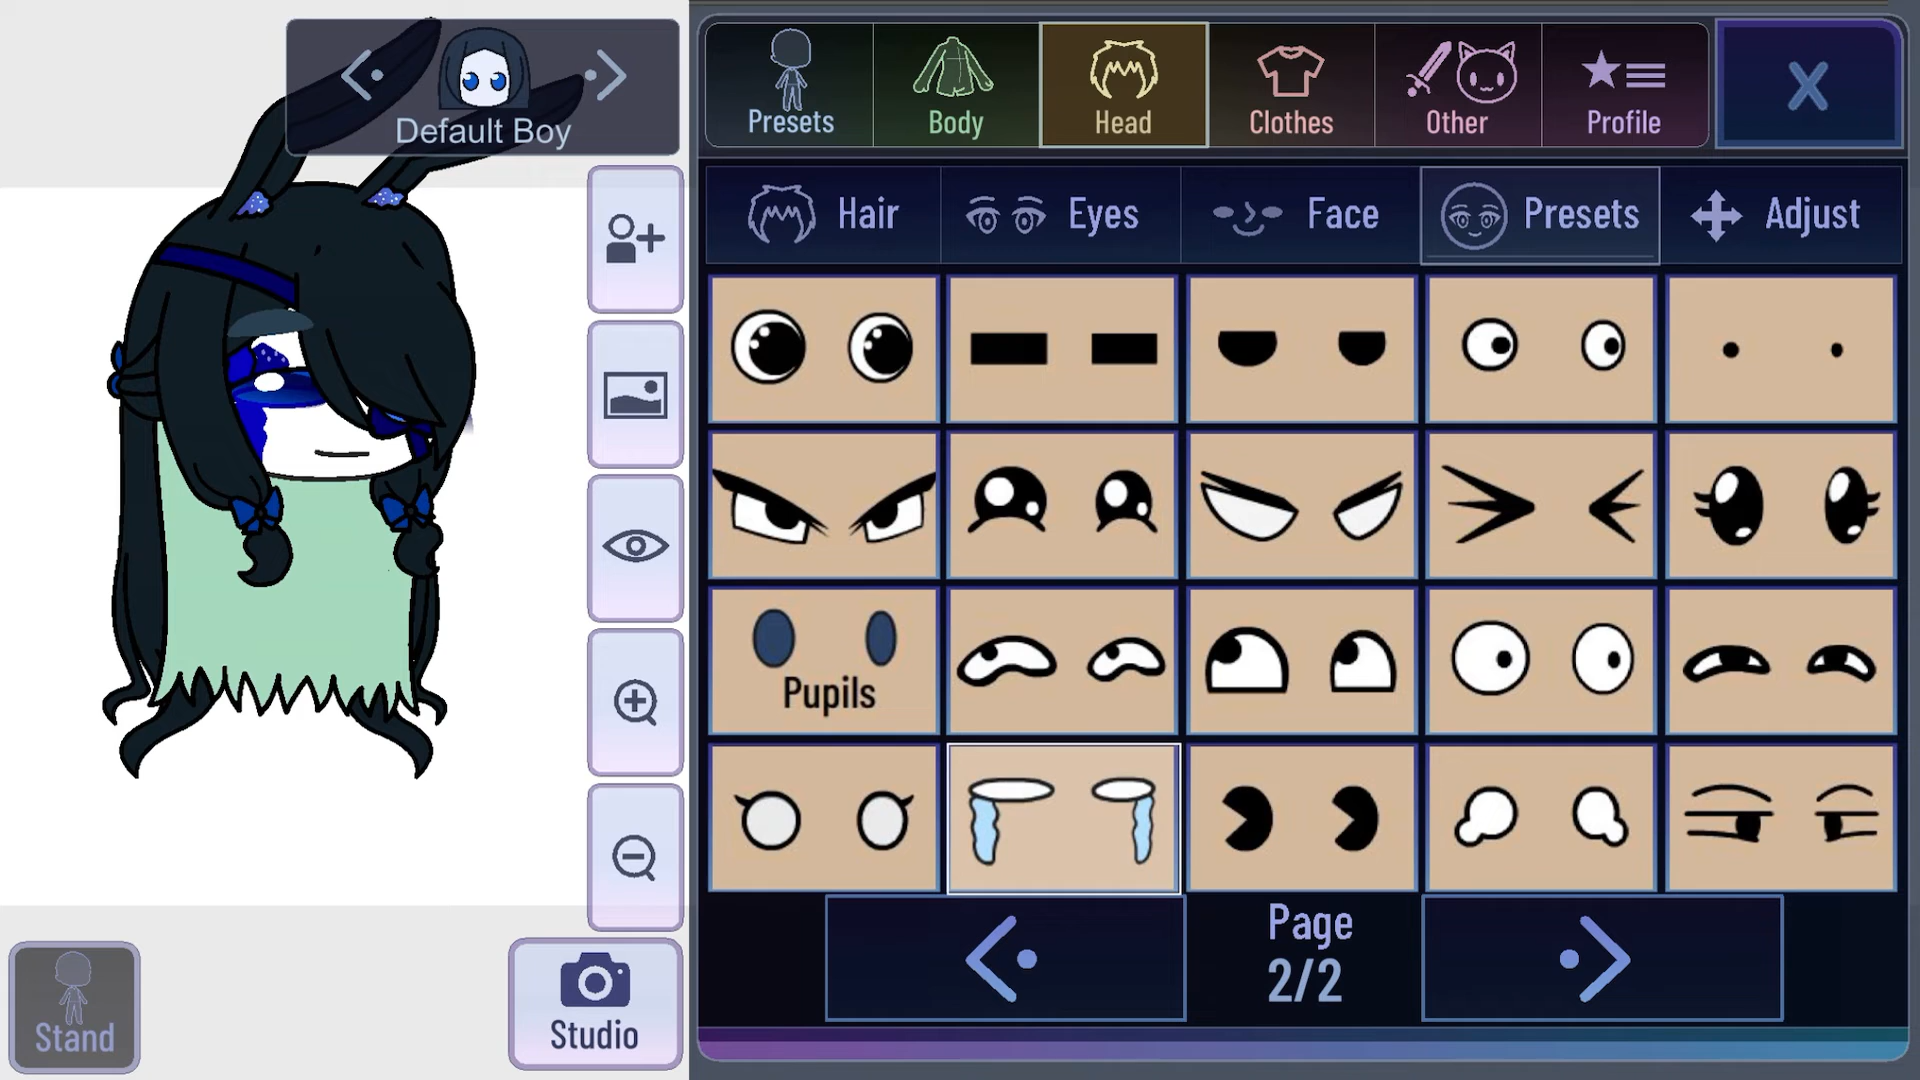 Default Boy
Presets
Body
Head
Clothes
Other
Profile
X
Hair
Eyes
Face
Presets
Adjust
Pupils
Page
2/2
Stand
Studio